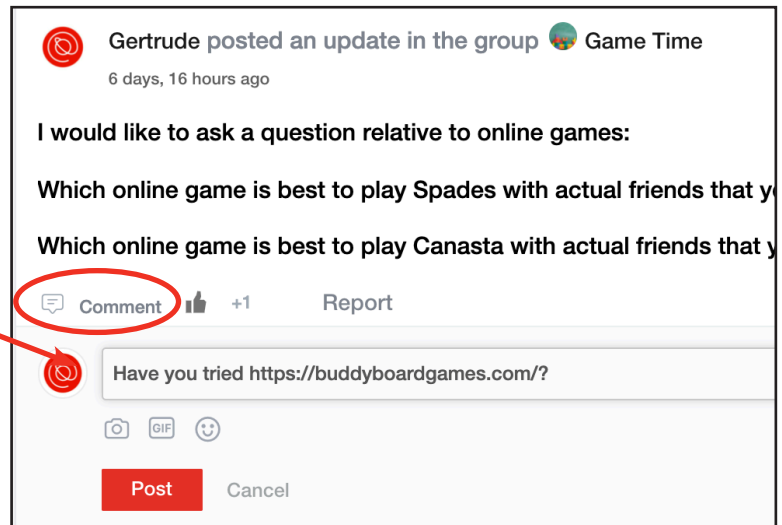 Gertrude posted an update in the group Game Time
6 days, 16 hours ago
I would like to ask a question relative to online games:
Which online game is best to play Spades with actual friends that
Which online game is best to play Canasta with actual friends that
Comment +1 Report
Have you tried https://buddyboardgames.com/?
GIF
Post Cancel